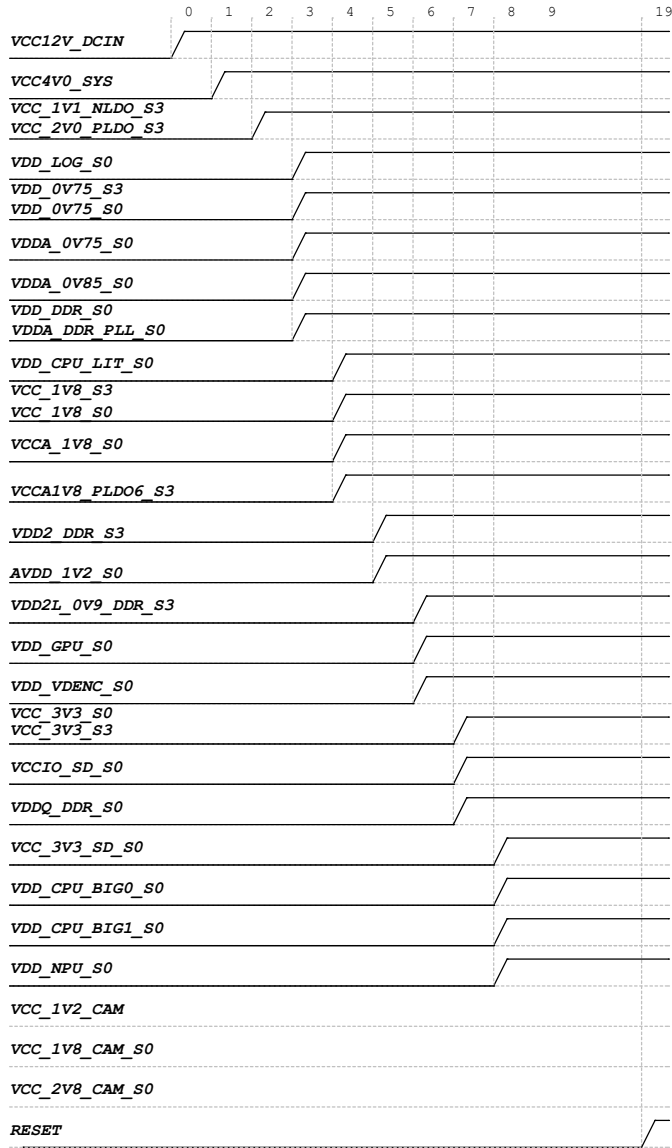 0 1 2 3 4 5 6 7 8 9 19
VCC12V_DCIN
VCC4V0_SYS
VCC_1V1_NLDO_S3
VCC_2V0_PLDO_S3
VDD_LOG_S0
VDD_0V75_S3
VDD_0V75_S0
VDDA_0V75_S0
VDDA_0V85_S0
VDD_DDR_S0
VDDA_DDR_PLL_S0
VDD_CPU_LIT_S0
VCC_1V8_S3
VCC_1V8_S0
VCCA_1V8_S0
VCCA1V8_PLDO6_S3
VDD2_DDR_S3
AVDD_1V2_S0
VDD2L_0V9_DDR_S3
VDD_GPU_S0
VDD_VDENC_S0
VCC_3V3_S0
VCC_3V3_S3
VCCIO_SD_S0
VDDQ_DDR_S0
VCC_3V3_SD_S0
VDD_CPU_BIG0_S0
VDD_CPU_BIG1_S0
VDD_NPU_S0
VCC_1V2_CAM
VCC_1V8_CAM_S0
VCC_2V8_CAM_S0
RESET